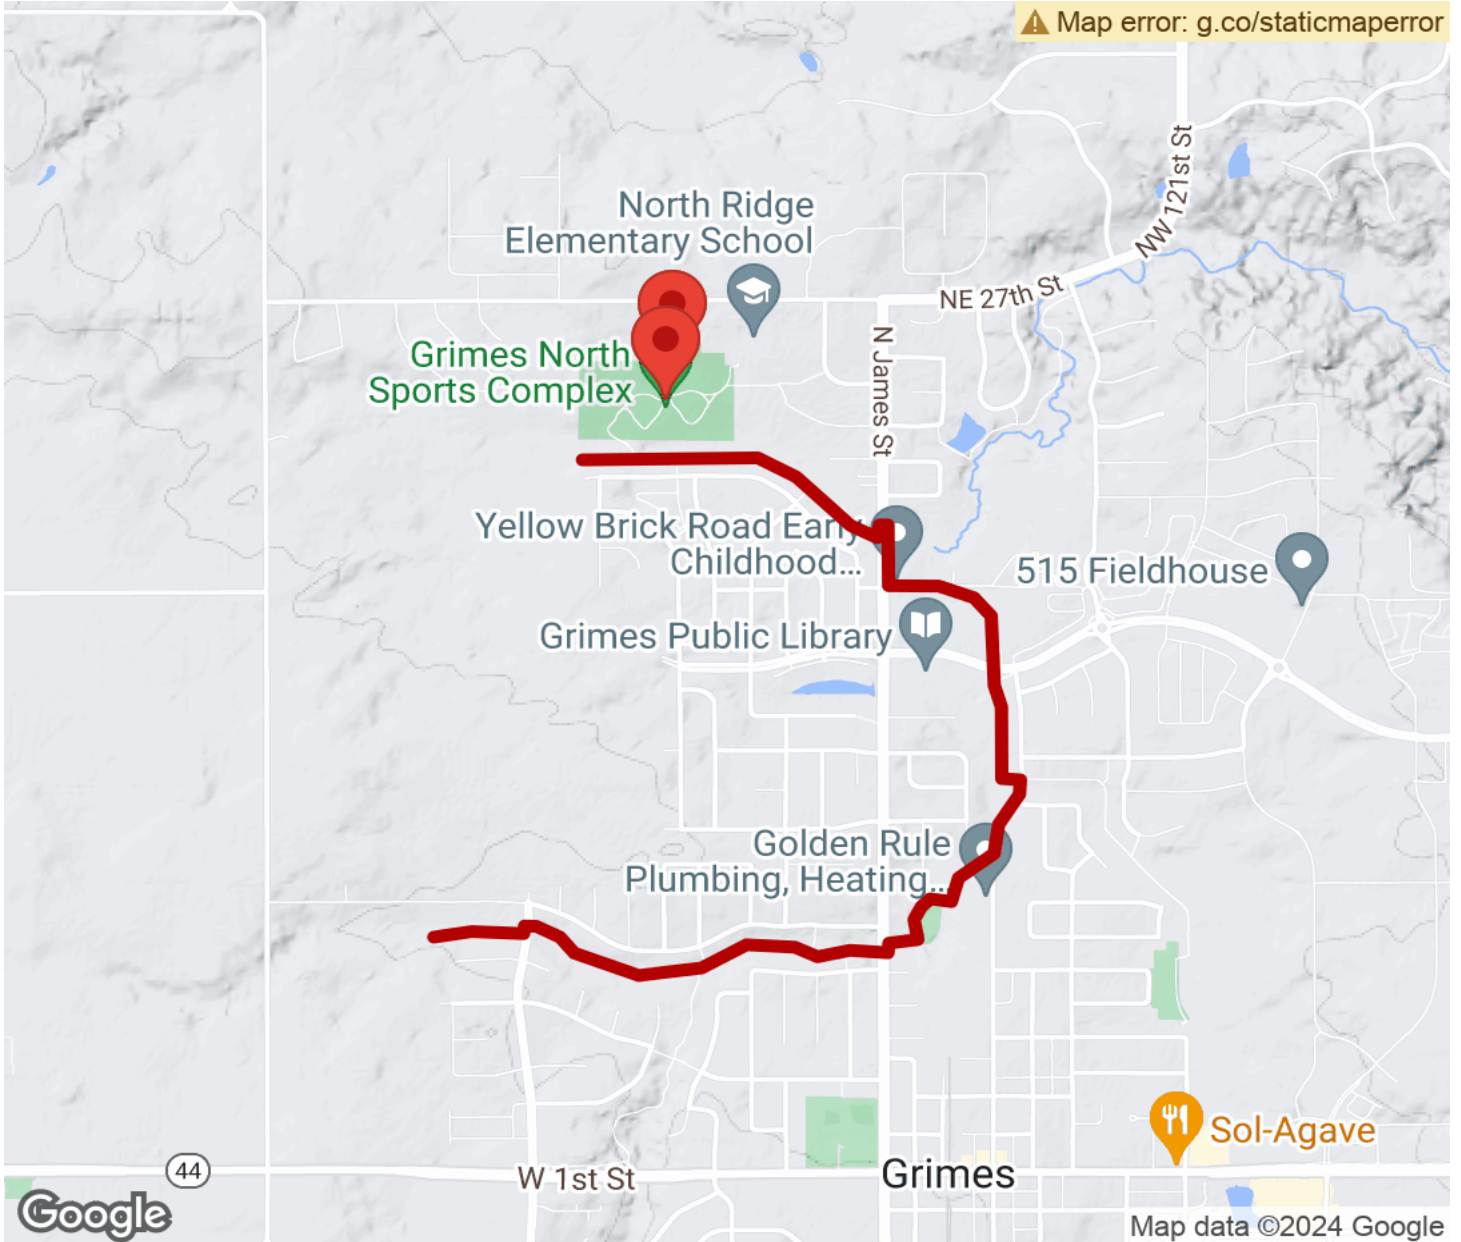 Map error: g.co/staticmaperror
NW 121st St
North Ridge
Elementary School
NE 27th St
N James St
Grimes North
Sports Complex
Yellow Brick Road Early
Childhood...
515 Fieldhouse
Grimes Public Library
Golden Rule
Plumbing, Heating...
Sol-Agave
44
W 1st St
Grimes
Google
Map data ©2024 Google